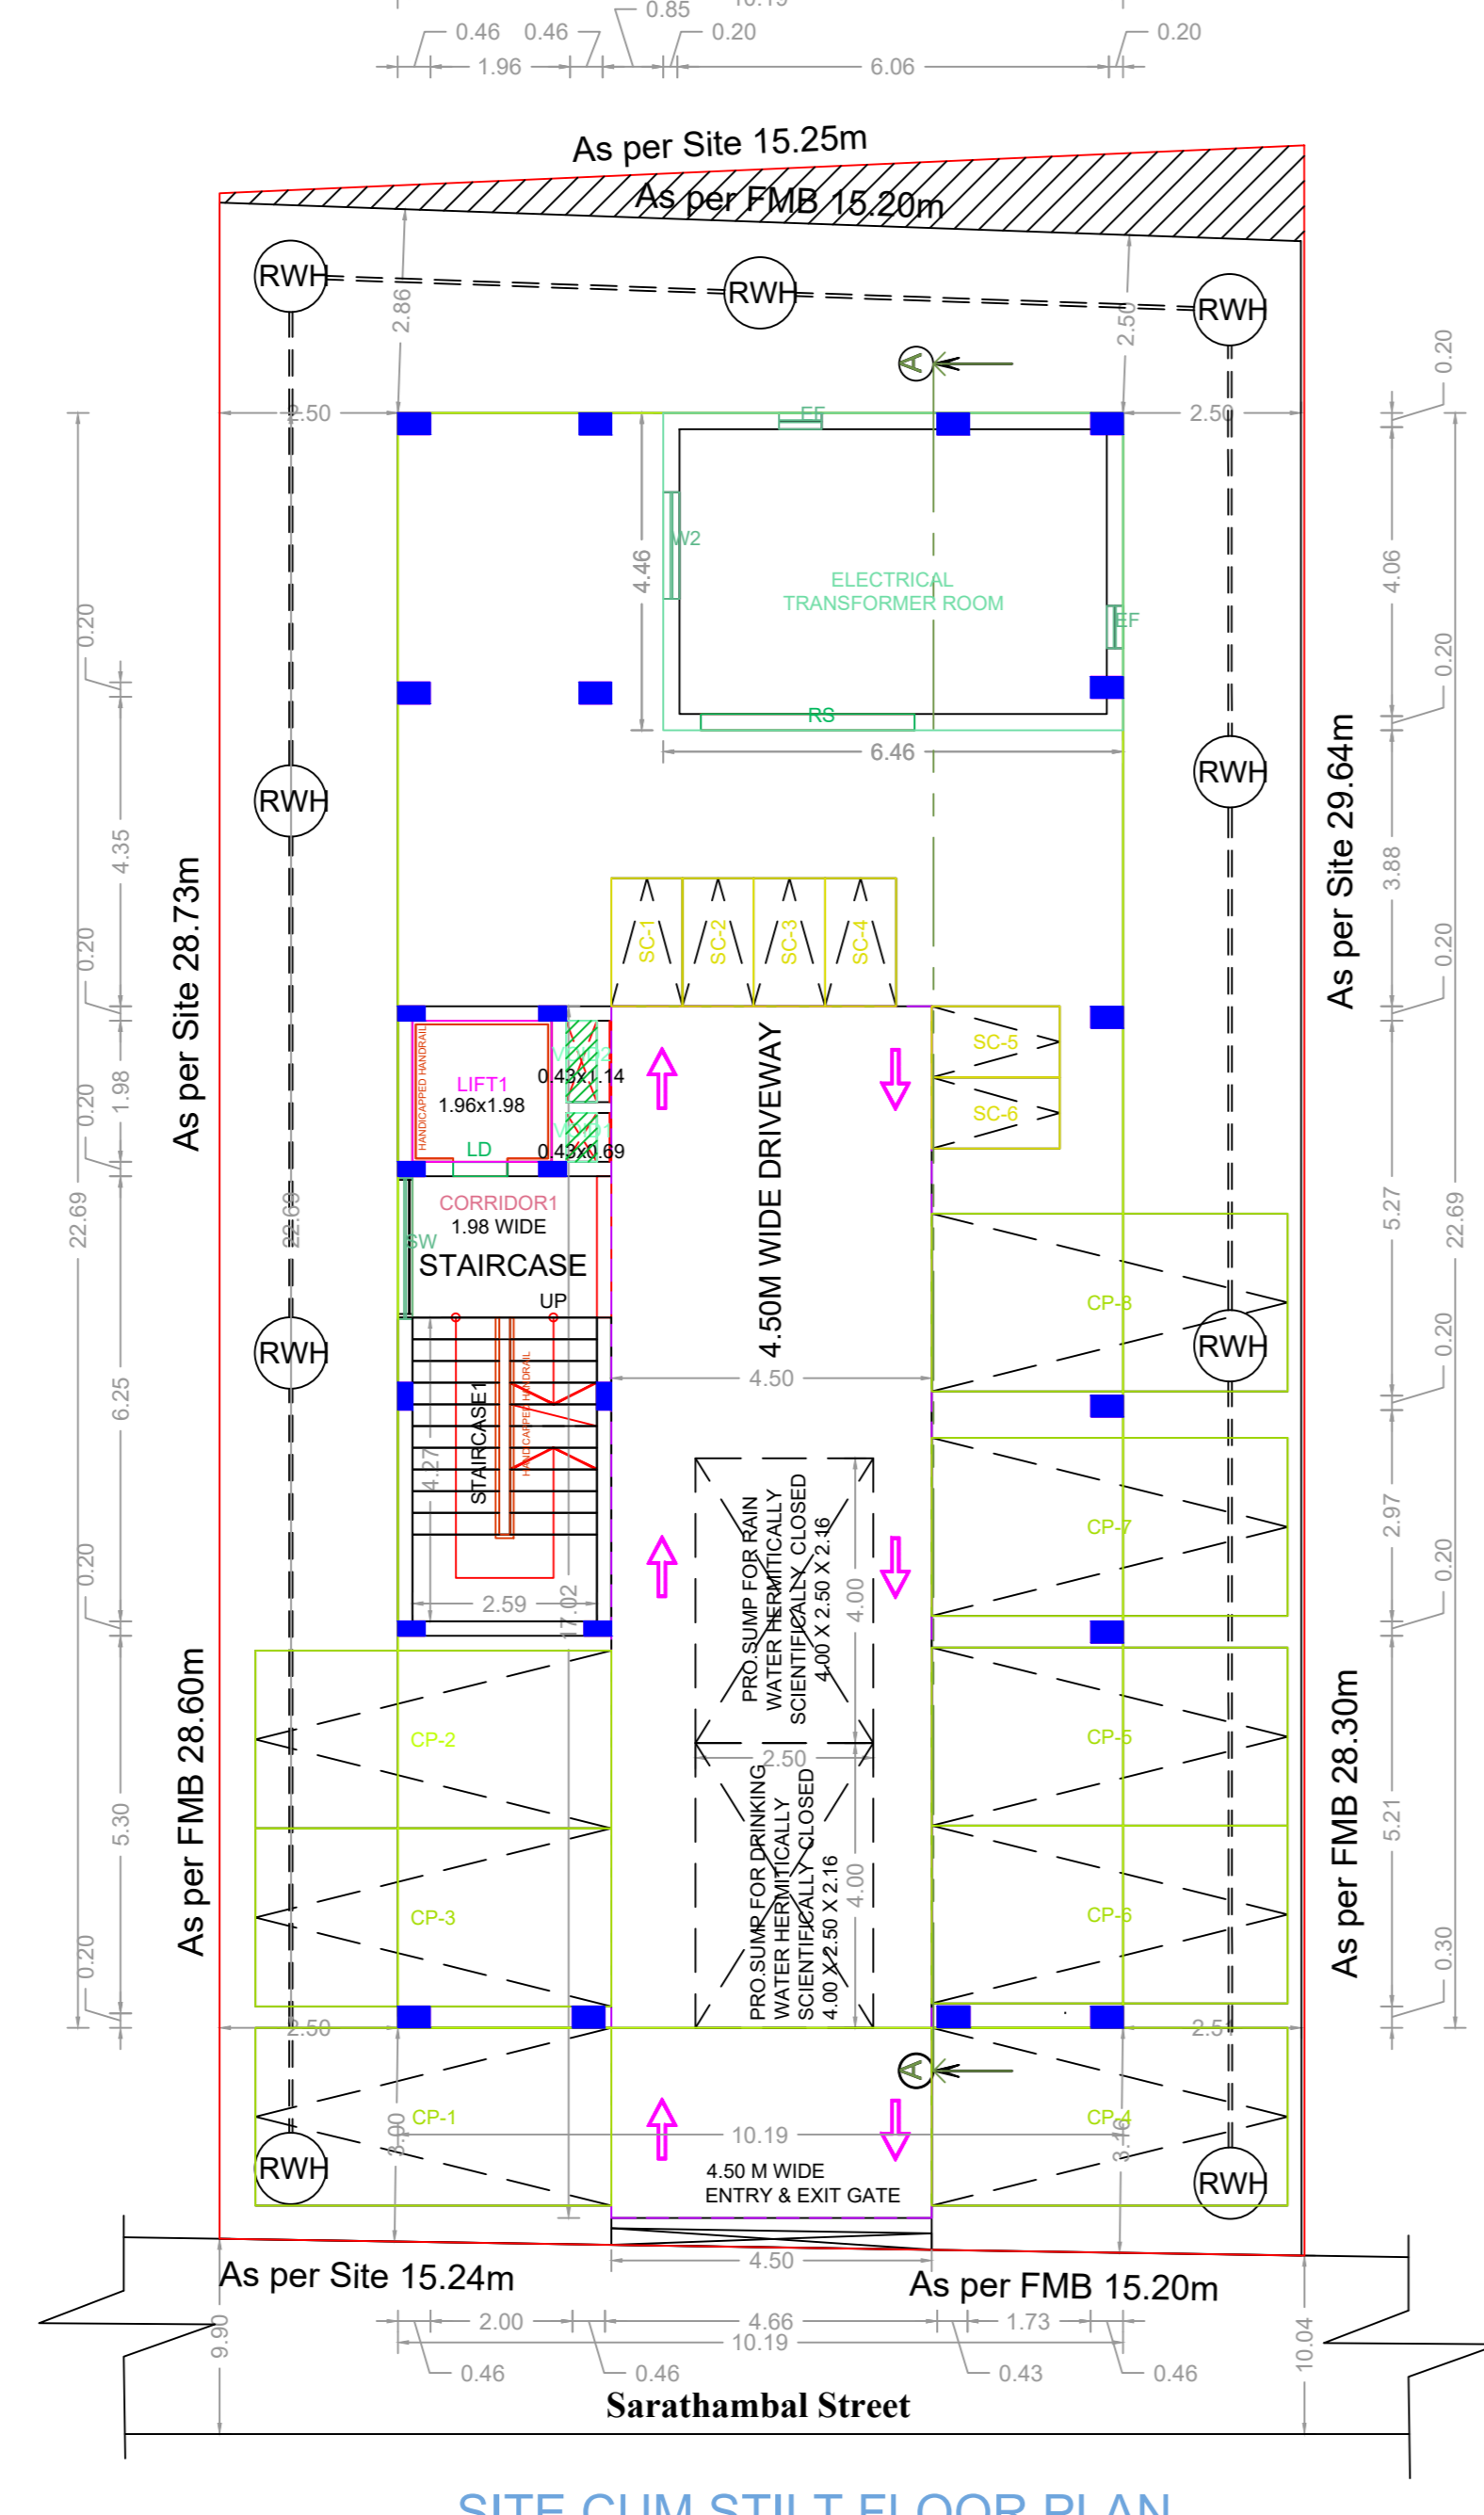 0.85
0.46
0.46
0.20
0.20
1.96
6.06
As per Site 15.25m
As per FMB 15.20m
RWH
RWH
RWH
2.86
2.50
A
0.20
2.50
2.50
EF
W2
4.46
ELECTRICAL
TRANSFORMER ROOM
4.06
EF
0.20
0.20
RS
6.46
RWH
RWH
As per Site 28.73m
As per Site 29.64m
4.35
3.88
SC-1
SC-2
SC-3
SC-4
0.20
0.20
SC-5
SC-6
HANDICAPPED HANDRAIL
LIFT1
1.96x1.98
0.43x1.14
0.43x0.69
LD
1.98
0.20
4.50M WIDE DRIVEWAY
CORRIDOR1
1.98 WIDE
SW
STAIRCASE
UP
22.69
22.69
5.27
22.69
CP-8
RWH
RWH
0.20
4.50
6.25
STAIRCASE1
HANDICAPPED HANDRAIL
4.27
2.59
17.02
PRO.SUMP FOR RAIN
WATER HERMITICALLY
SCIENTIFICALLY CLOSED
4.00 X 2.50 X 2.16
4.00
CP-7
2.97
0.20
0.20
As per FMB 28.60m
As per FMB 28.30m
CP-2
CP-5
2.50
PRO.SUMP FOR DRINKING
WATER HERMITICALLY
SCIENTIFICALLY CLOSED
4.00 X 2.50 X 2.16
4.00
5.30
5.21
CP-3
CP-6
0.20
0.30
2.50
2.51
A
CP-1
CP-4
3.00
10.19
3.16
RWH
4.50 M WIDE
ENTRY & EXIT GATE
RWH
4.50
As per Site 15.24m
As per FMB 15.20m
9.90
2.00
4.66
1.73
10.04
10.19
0.46
0.46
0.43
0.46
Sarathambal Street
SITE CUM STILT FLOOR PLAN